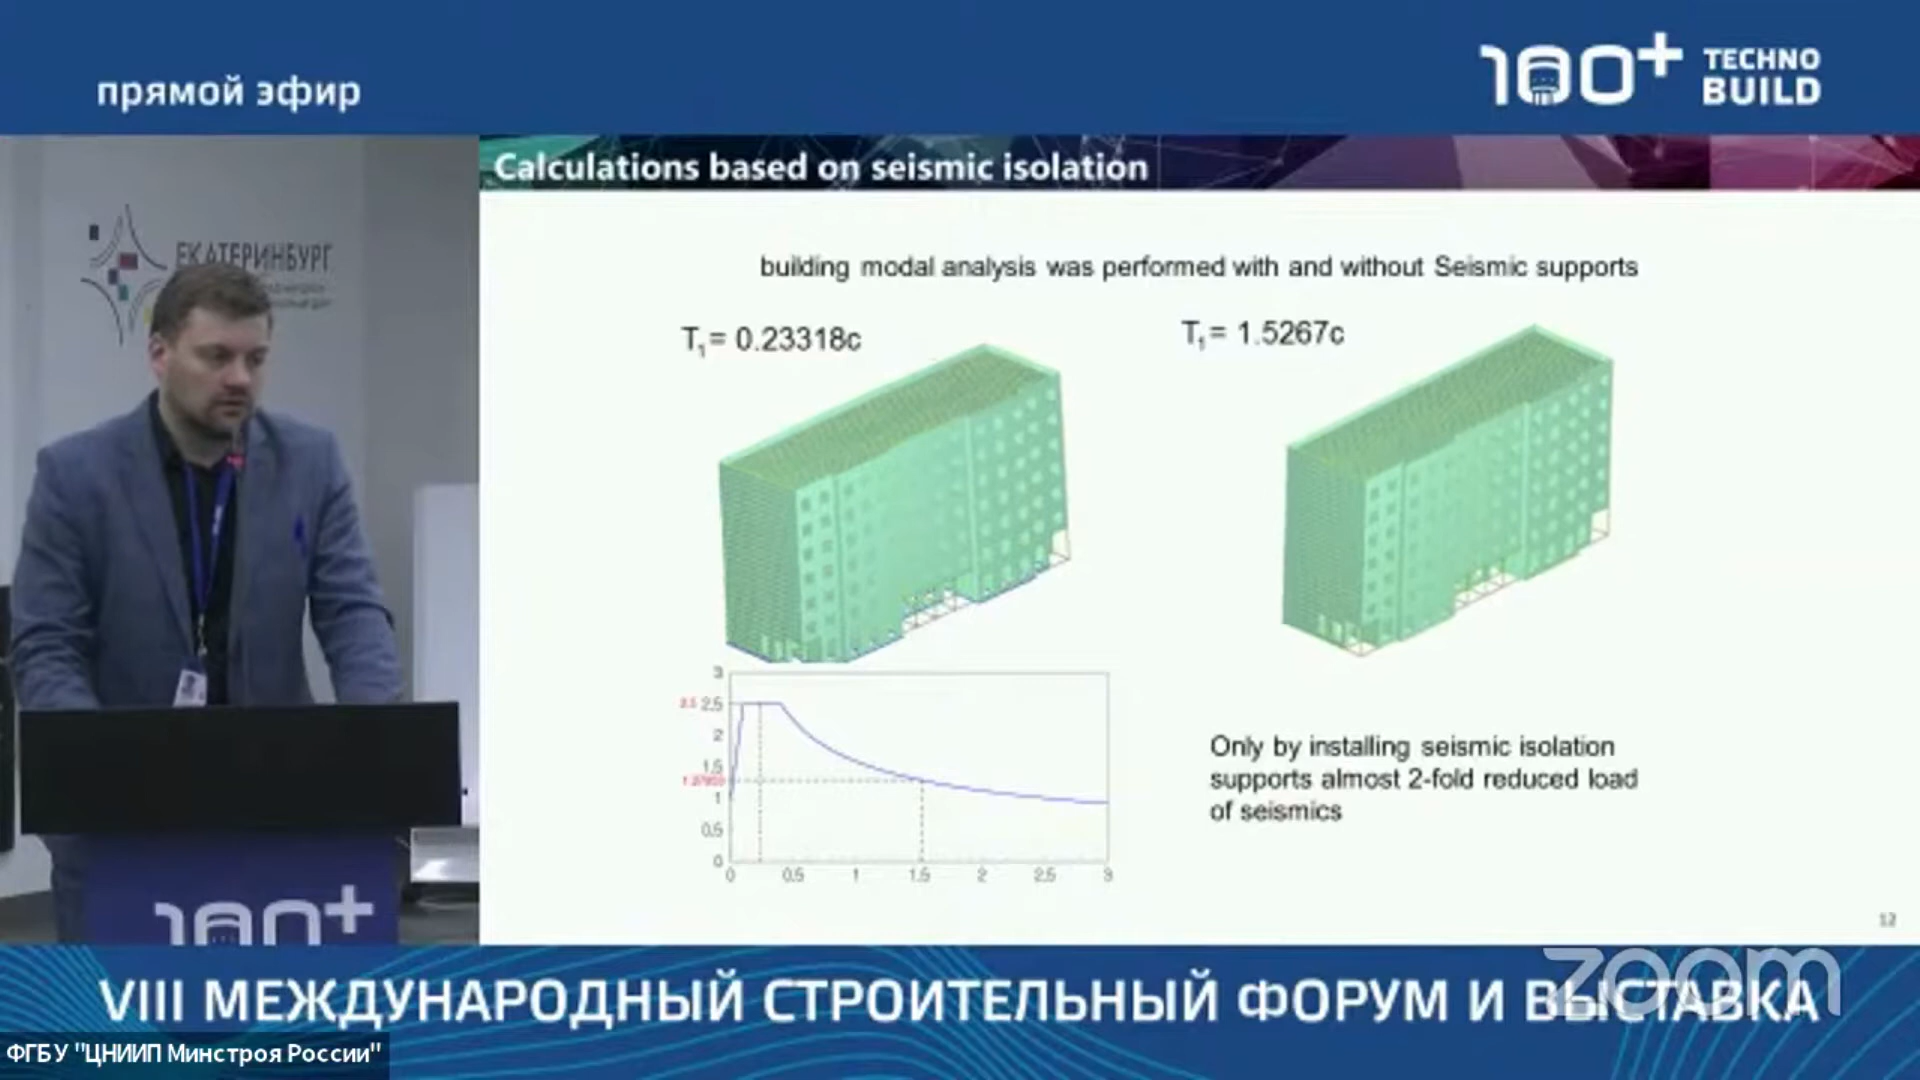 прямой эфир
100+ TECHNO
BUILD
ЕКАТЕРИНБУРГ
Calculations based on seismic isolation
building modal analysis was performed with and without Seismic supports
T1= 0.23318c
T1= 1.5267c
3
2.5 2.5
2
1.5
1
0.5
0
0 0.5 1 1.5 2 2.5 3
Only by installing seismic isolation
supports almost 2-fold reduced load
of seismics
12
100+
zoom
VIII МЕЖДУНАРОДНЫЙ СТРОИТЕЛЬНЫЙ ФОРУМ И ВЫСТАВКА
ФГБУ "ЦНИИП Минстроя России"